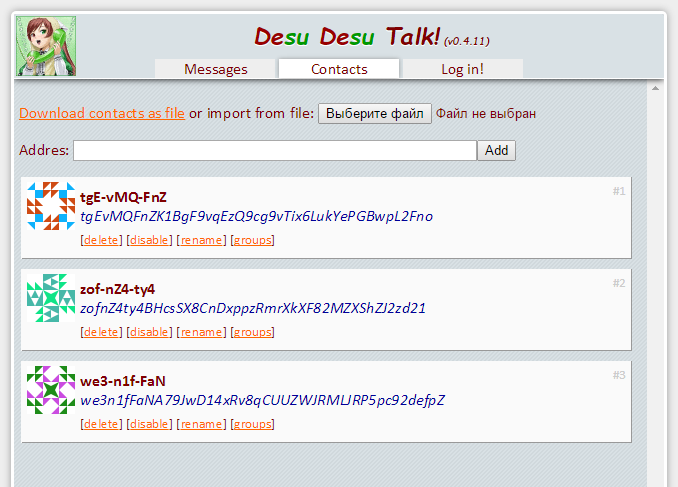 Desu Desu Talk! (v0.4.11)
Messages Contacts Log in!
Download contacts as file or import from file: Выберите файл Файл не выбран
Addres: Add
tgE-vMQ-FnZ #1
tgEvMQFnZK1BgF9vqEzQ9cg9vTix6LukYePGBwpL2Fno
[delete] [disable] [rename] [groups]
zof-nZ4-ty4 #2
zofnZ4ty4BHcsSX8CnDxppzRmrXkXF82MZXShZJ2zd21
[delete] [disable] [rename] [groups]
we3-n1f-FaN #3
we3n1fFaNA79JwD14xRv8qCUUZWJRMLJRP5pc92defpZ
[delete] [disable] [rename] [groups]